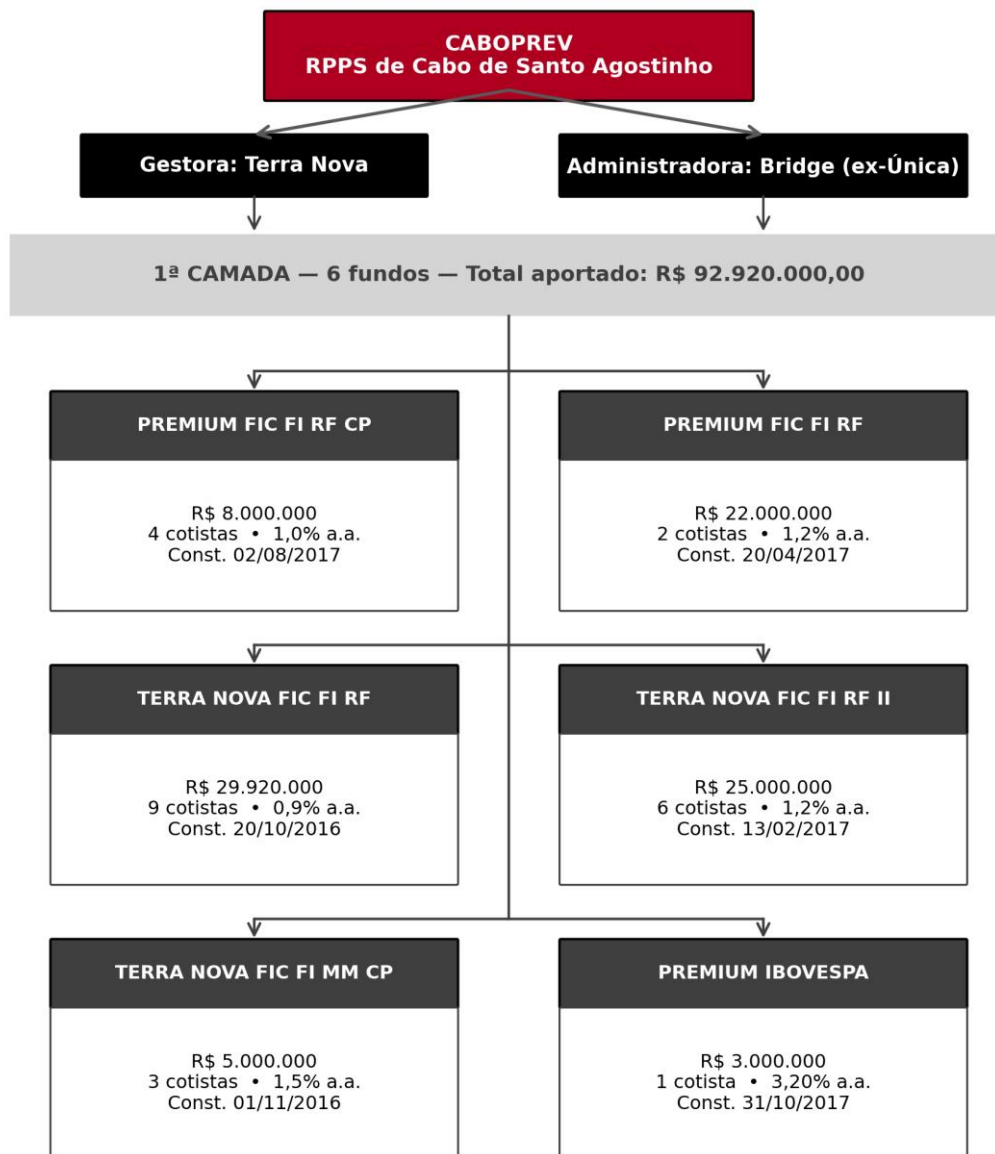 CABOPREV
RPPS de Cabo de Santo Agostinho
Gestora: Terra Nova
Administradora: Bridge (ex-Única)
1ª CAMADA — 6 fundos — Total aportado: R$ 92.920.000,00
PREMIUM FIC FI RF CP
R$ 8.000.000
4 cotistas • 1,0% a.a.
Const. 02/08/2017
PREMIUM FIC FI RF
R$ 22.000.000
2 cotistas • 1,2% a.a.
Const. 20/04/2017
TERRA NOVA FIC FI RF
R$ 29.920.000
9 cotistas • 0,9% a.a.
Const. 20/10/2016
TERRA NOVA FIC FI RF II
R$ 25.000.000
6 cotistas • 1,2% a.a.
Const. 13/02/2017
TERRA NOVA FIC FI MM CP
R$ 5.000.000
3 cotistas • 1,5% a.a.
Const. 01/11/2016
PREMIUM IBOVESPA
R$ 3.000.000
1 cotista • 3,20% a.a.
Const. 31/10/2017